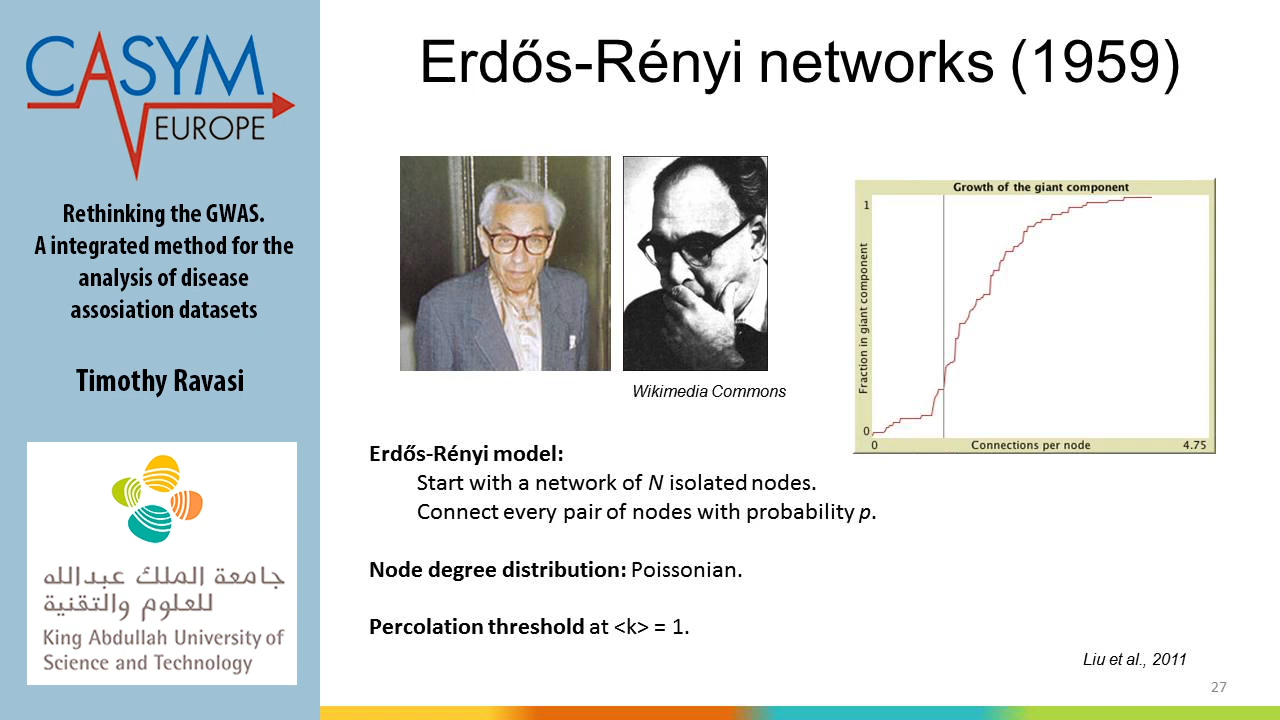 CASYM
EUROPE
Rethinking the GWAS.
A integrated method for the
analysis of disease
assosiation datasets
Timothy Ravasi
جامعة الملك عبدالله
للعلوم والتقنية
King Abdullah University of
Science and Technology
Erdős-Rényi networks (1959)
Wikimedia Commons
Growth of the giant component
1
Fraction in giant component
0
0 Connections per node 4.75
Erdős-Rényi model:
Start with a network of N isolated nodes.
Connect every pair of nodes with probability p.
Node degree distribution: Poissonian.
Percolation threshold at <k> = 1.
Liu et al., 2011
27